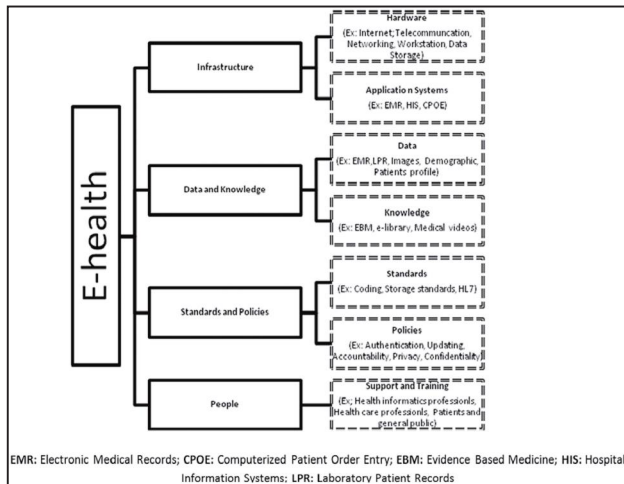 E-health
Infrastructure
Hardware
(Ex: Internet; Telecommuncation,
Networking, Workstation, Data
Storage)
Application Systems
(Ex: EMR, HIS, CPOE)
Data and Knowledge
Data
(Ex: EMR,LPR, Images, Demographic,
Patients profile)
Knowledge
(Ex: EBM, e-library, Medical videos)
Standards and Policies
Standards
(Ex: Coding, Storage standards, HL7)
Policies
(Ex: Authentication, Updating,
Accountability, Privacy, Confidentiality)
People
Support and Training
(Ex; Health informatics professionals,
Health care professionals, Patients and
general public)
EMR: Electronic Medical Records; CPOE: Computerized Patient Order Entry; EBM: Evidence Based Medicine; HIS: Hospital
Information Systems; LPR: Laboratory Patient Records